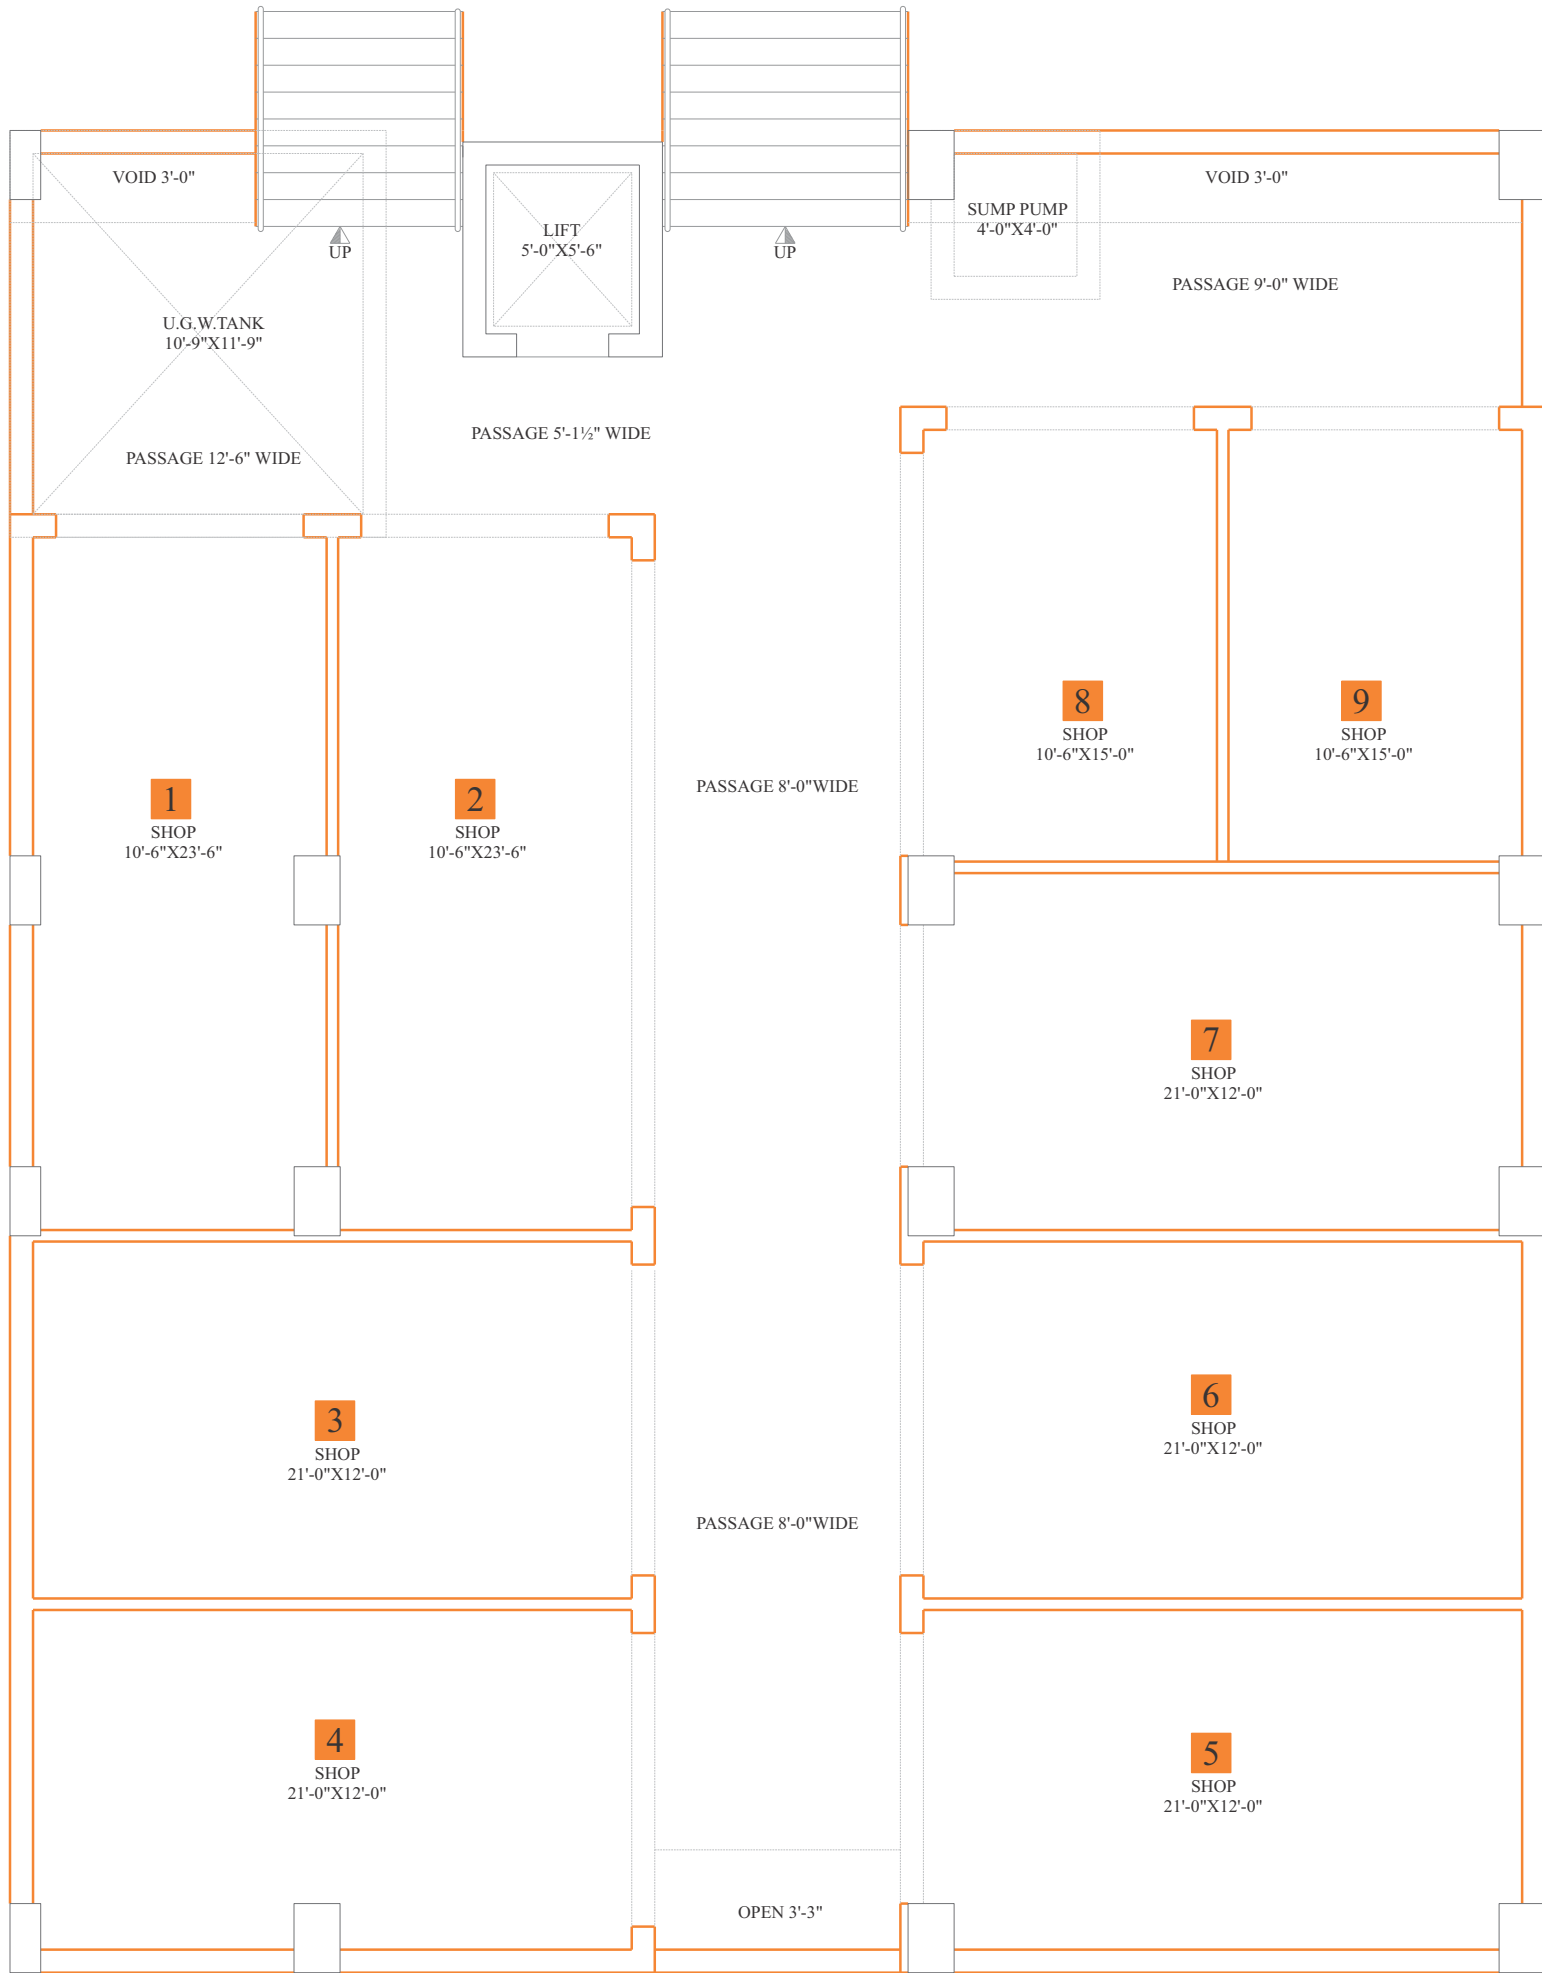 VOID 3'-0"
VOID 3'-0"
SUMP PUMP
4'-0"X4'-0"
LIFT
5'-0"X5'-6"
UP
UP
PASSAGE 9'-0" WIDE
U.G.W.TANK
10'-9"X11'-9"
PASSAGE 5'-1½" WIDE
PASSAGE 12'-6" WIDE
8
SHOP
10'-6"X15'-0"
9
SHOP
10'-6"X15'-0"
1
SHOP
10'-6"X23'-6"
2
SHOP
10'-6"X23'-6"
PASSAGE 8'-0"WIDE
7
SHOP
21'-0"X12'-0"
3
SHOP
21'-0"X12'-0"
6
SHOP
21'-0"X12'-0"
PASSAGE 8'-0"WIDE
4
SHOP
21'-0"X12'-0"
5
SHOP
21'-0"X12'-0"
OPEN 3'-3"